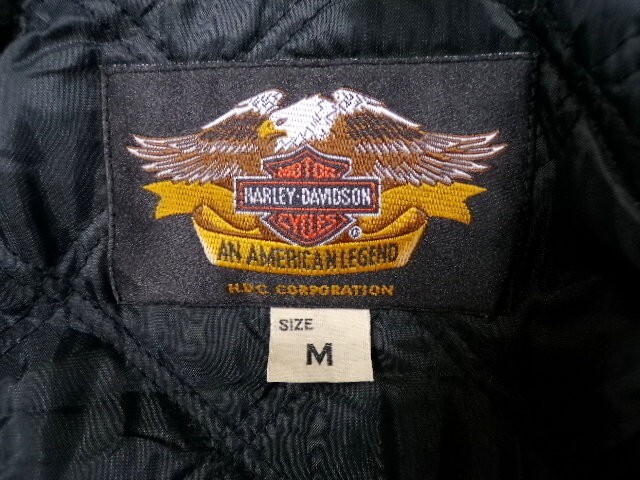 MOTOR
HARLEY-DAVIDSON
CYCLES
®
AN AMERICAN LEGEND
H.D.C. CORPORATION
SIZE
M